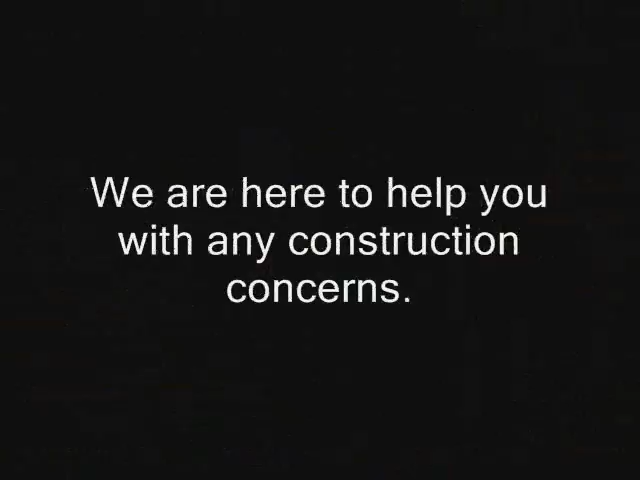 We are here to help you
with any construction
concerns.